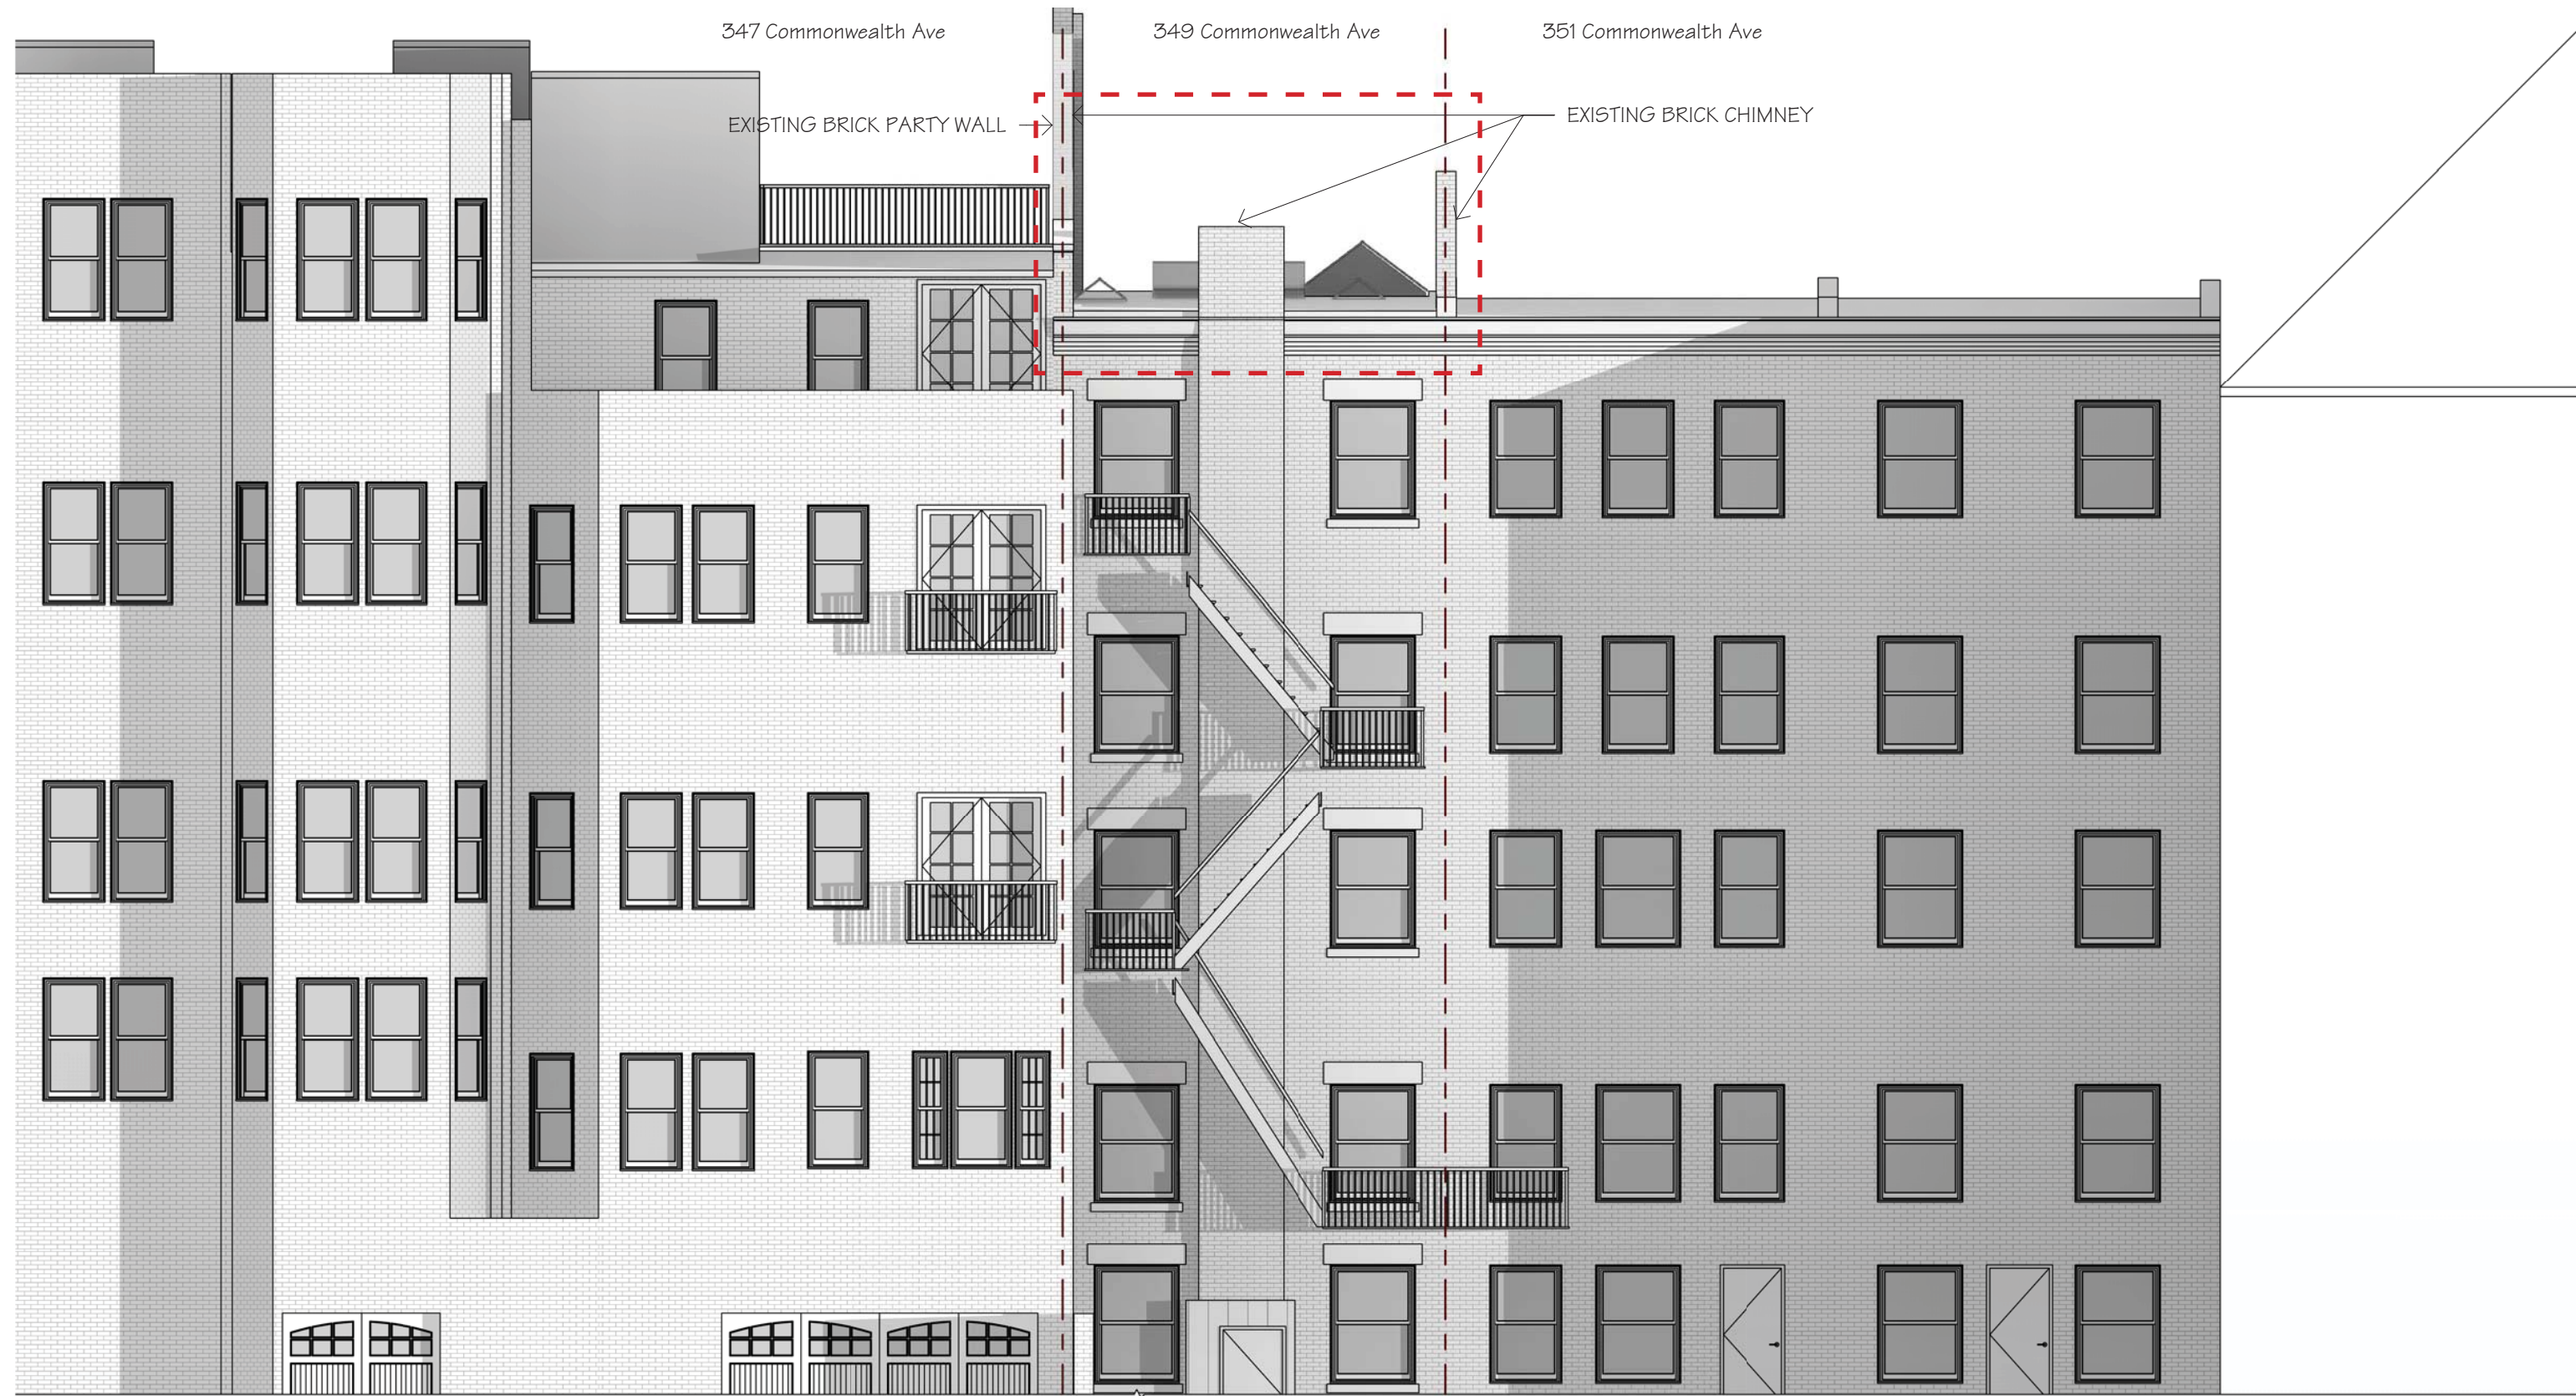 347 Commonwealth Ave
349 Commonwealth Ave
351 Commonwealth Ave
EXISTING BRICK PARTY WALL
EXISTING BRICK CHIMNEY